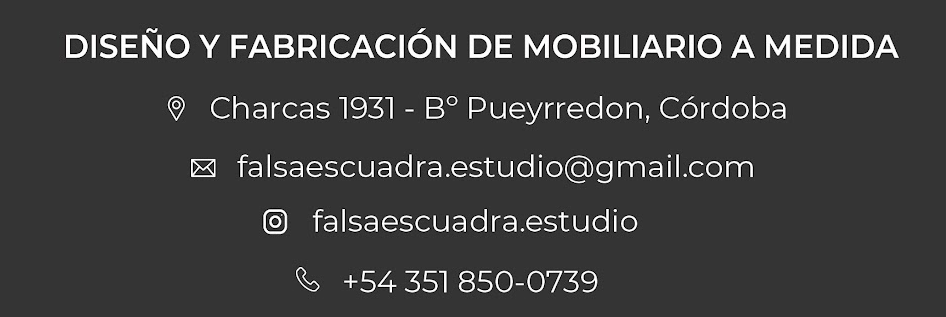 DISEÑO Y FABRICACIÓN DE MOBILIARIO A MEDIDA
Charcas 1931 - Bº Pueyrredon, Córdoba
falsaescuadra.estudio@gmail.com
falsaescuadra.estudio
+54 351 850-0739